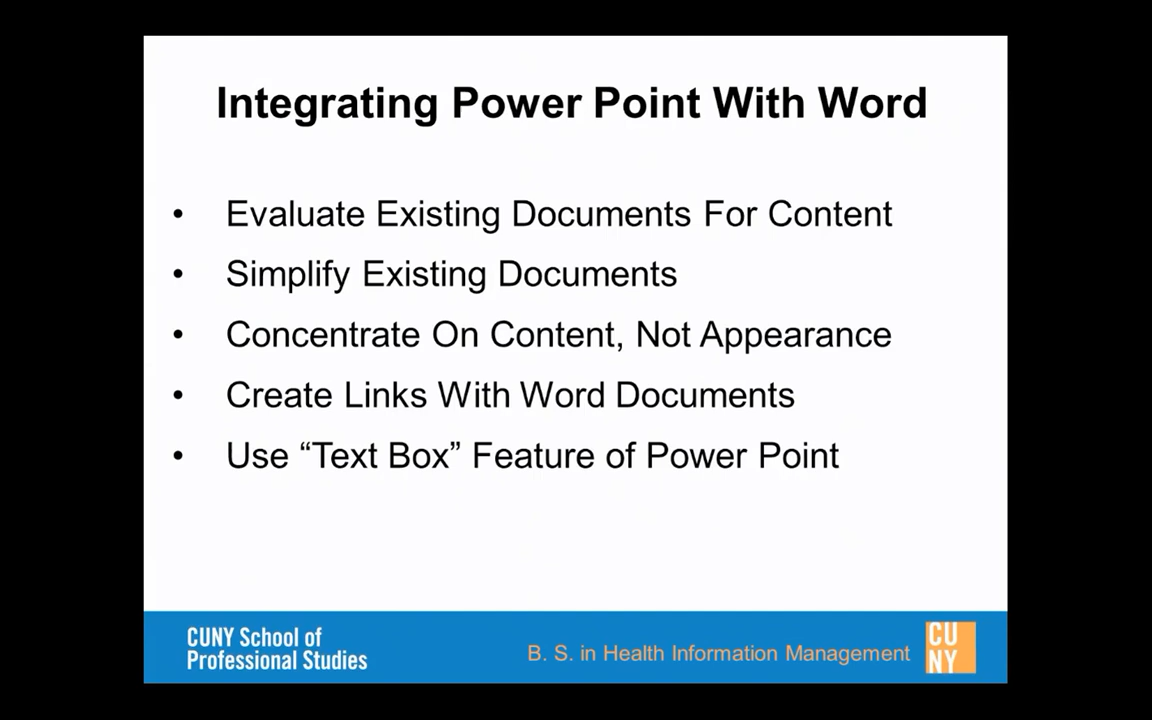 Integrating Power Point With Word
• Evaluate Existing Documents For Content
• Simplify Existing Documents
• Concentrate On Content, Not Appearance
• Create Links With Word Documents
• Use “Text Box” Feature of Power Point
CUNY School of
Professional Studies
B. S. in Health Information Management
CU
NY